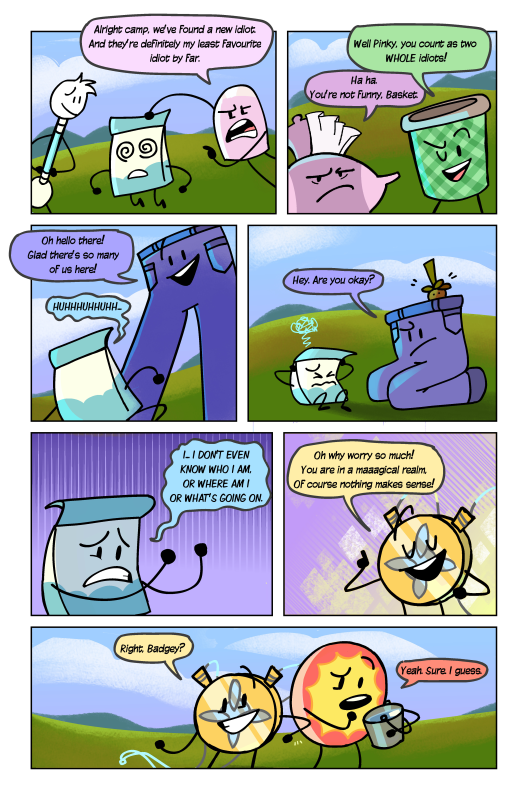 Alright camp, we've found a new idiot.
And they're definitely my least favourite
idiot by far.
Well Pinky, you count as two
WHOLE idiots!
Ha ha.
You're not funny, Basket.
Oh hello there!
Glad there's so many
of us here!
HUHHHUHHUHH...
Hey. Are you okay?
I... I DON'T EVEN
KNOW WHO I AM.
OR WHERE AM I
OR WHAT'S GOING ON.
Oh why worry so much!
You are in a maaagical realm.
Of course nothing makes sense!
Right, Badgey?
Yeah. Sure. I guess.